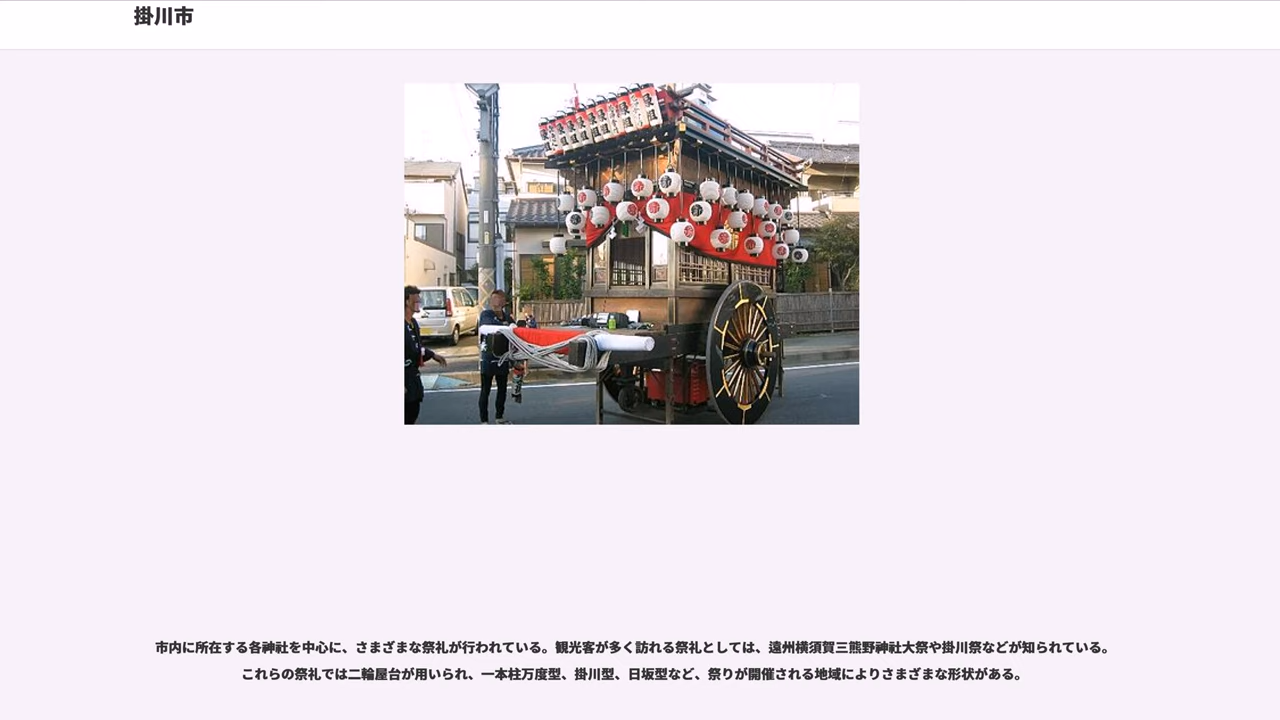 掛川市
市内に所在する各神社を中心に、さまざまな祭礼が行われている。観光客が多く訪れる祭礼としては、遠州横須賀三熊野神社大祭や掛川祭などが知られている。
これらの祭礼では二輪屋台が用いられ、一本柱万度型、掛川型、日坂型など、祭りが開催される地域によりさまざまな形状がある。